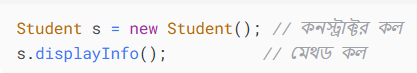 Student s = new Student(); // কনস্ট্রাক্টর কল
s.displayInfo();           // মেথড কল